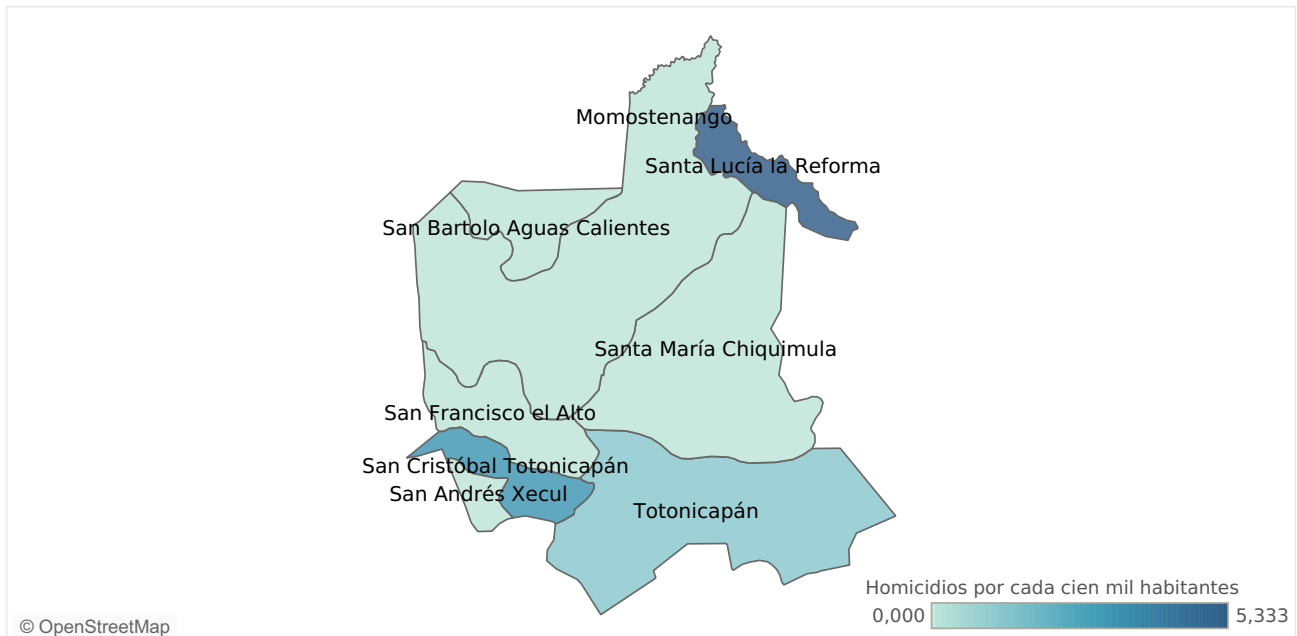 Momostenango
Santa Lucía la Reforma
San Bartolo Aguas Calientes
Santa María Chiquimula
San Francisco el Alto
San Cristóbal Totonicapán
San Andrés Xecul
Totonicapán
Homicidios por cada cien mil habitantes
0,000 5,333
© OpenStreetMap